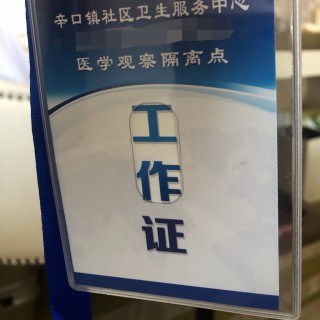 辛口镇社区卫生服务中心
医学观察隔离点
工
作
证